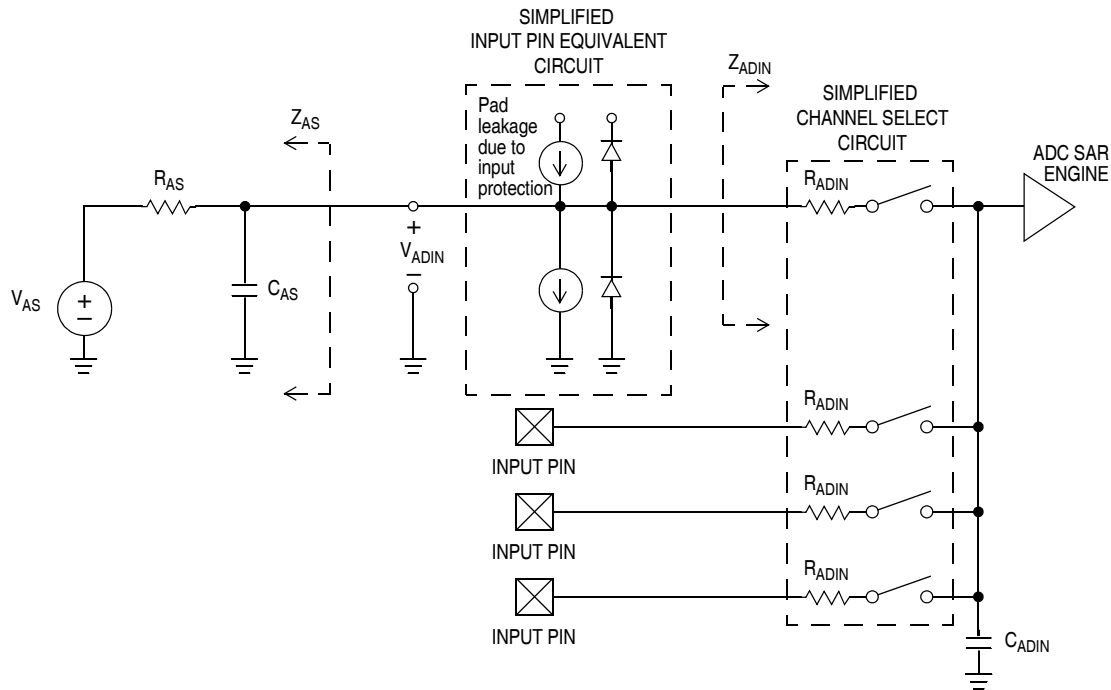 SIMPLIFIED
INPUT PIN EQUIVALENT
CIRCUIT
Z_ADIN
SIMPLIFIED
CHANNEL SELECT
CIRCUIT
Pad
leakage
due to
input
protection
Z_AS
ADC SAR
ENGINE
R_AS
R_ADIN
+
V_ADIN
–
V_AS
+
–
C_AS
R_ADIN
INPUT PIN
R_ADIN
INPUT PIN
R_ADIN
INPUT PIN
C_ADIN